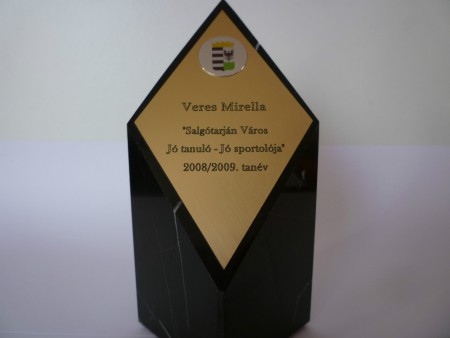 Veres Mirella
"Salgótarján Város
Jó tanuló - Jó sportolója"
2008/2009. tanév